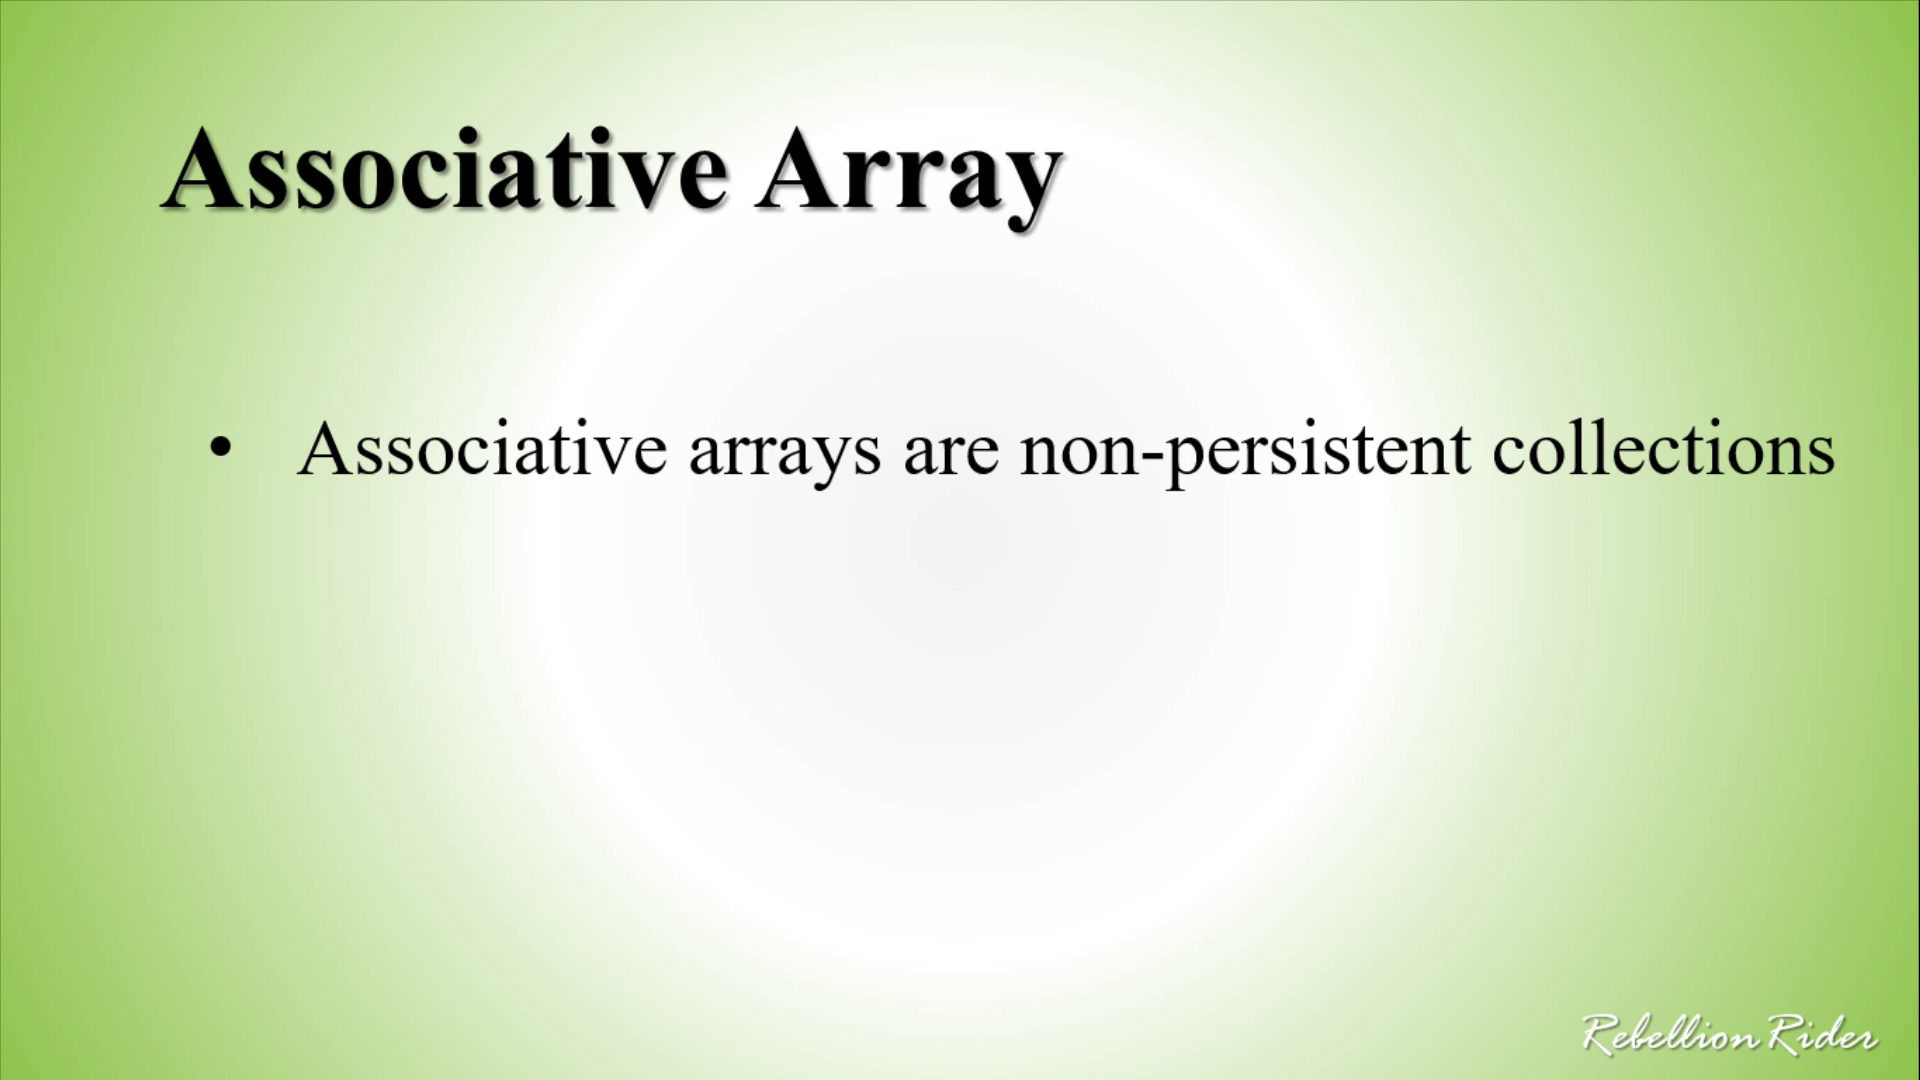 Associative Array
• Associative arrays are non-persistent collections
Rebellion Rider